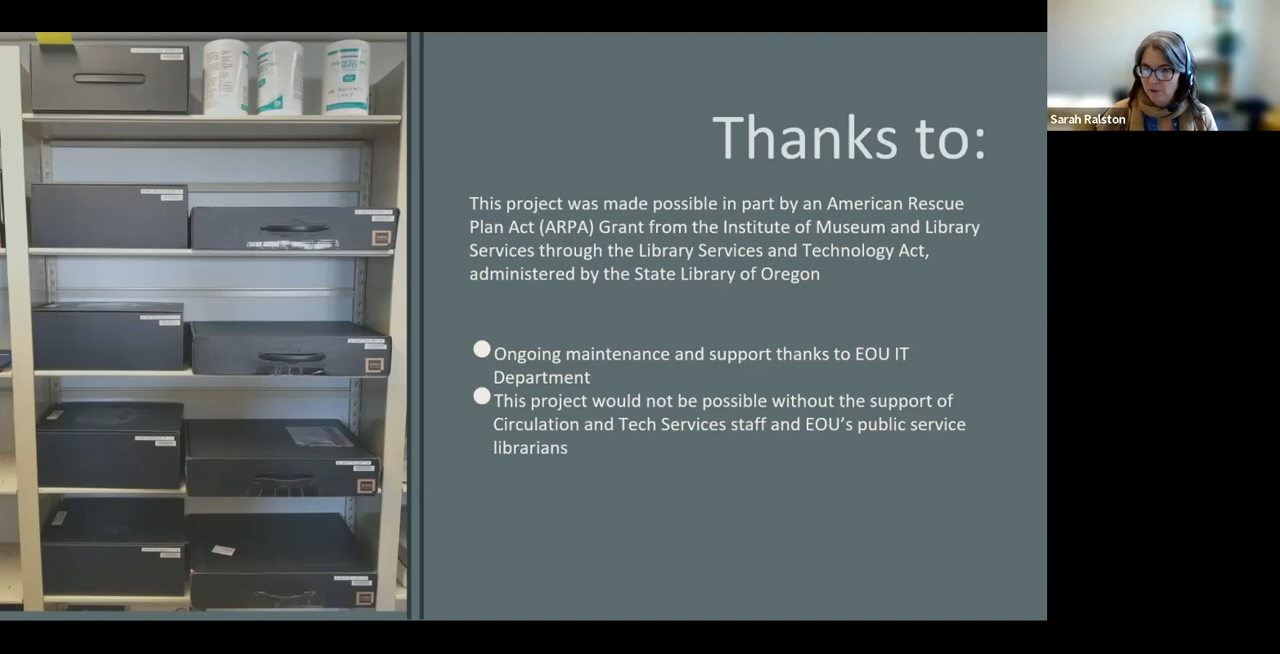 Thanks to:
This project was made possible in part by an American Rescue
Plan Act (ARPA) Grant from the Institute of Museum and Library
Services through the Library Services and Technology Act,
administered by the State Library of Oregon
Ongoing maintenance and support thanks to EOU IT
Department
This project would not be possible without the support of
Circulation and Tech Services staff and EOU’s public service
librarians
Sarah Ralston